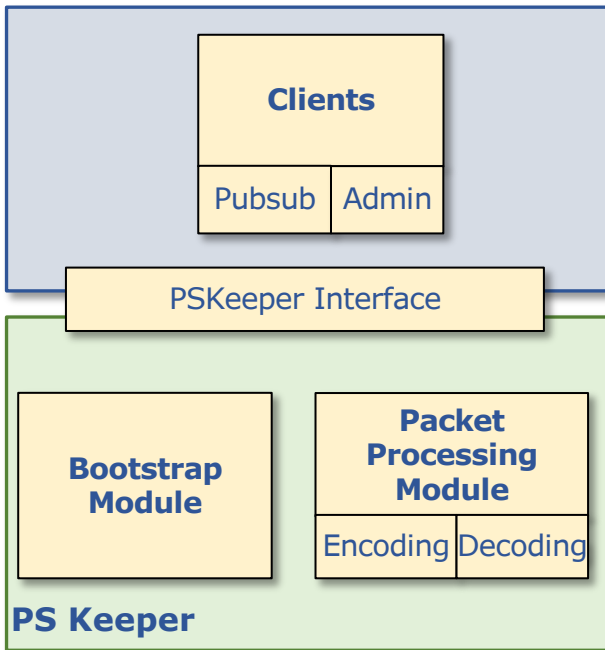 Clients
Pubsub Admin
PSKeeper Interface
Bootstrap
Module
Packet
Processing
Module
Encoding Decoding
PS Keeper